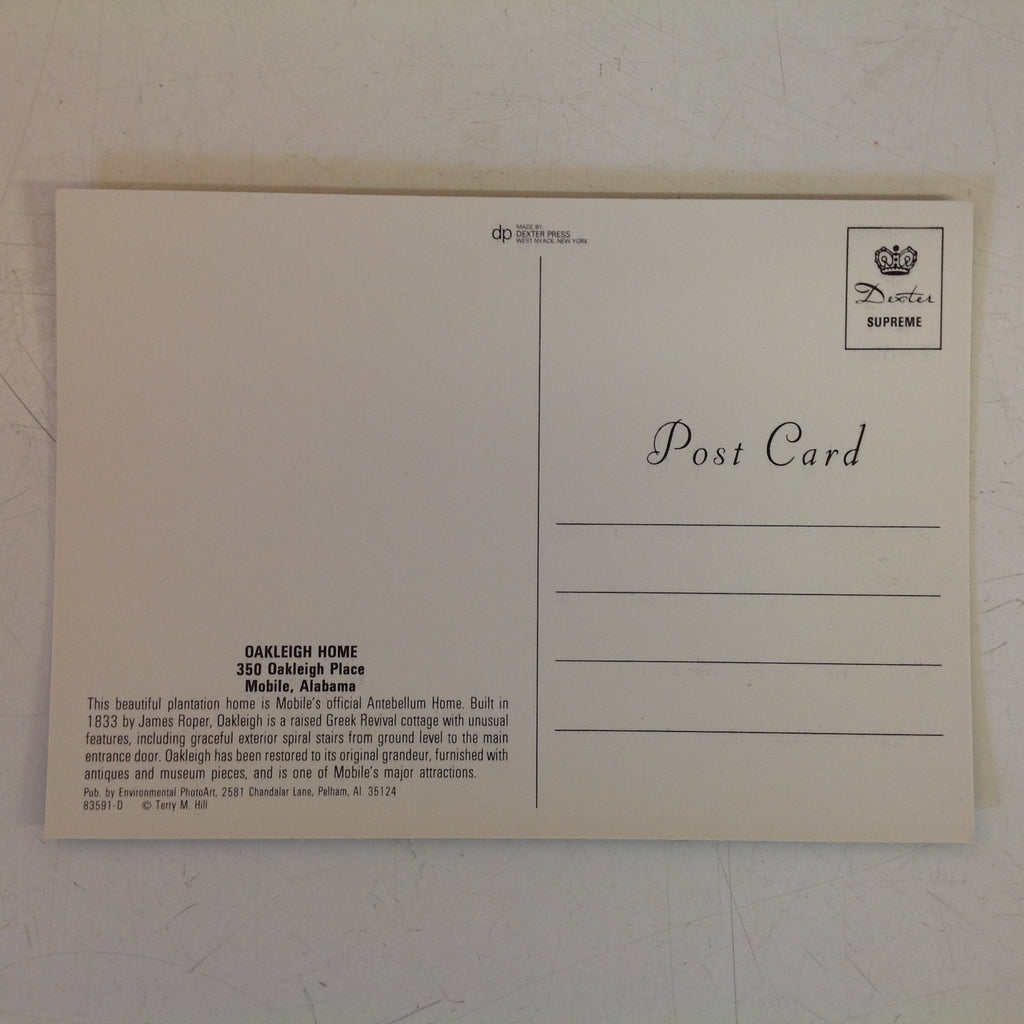 dp MADE BY
DEXTER PRESS
WEST NYACK, NEW YORK
Dexter
SUPREME
Post Card
OAKLEIGH HOME
350 Oakleigh Place
Mobile, Alabama
This beautiful plantation home is Mobile's official Antebellum Home. Built in
1833 by James Roper, Oakleigh is a raised Greek Revival cottage with unusual
features, including graceful exterior spiral stairs from ground level to the main
entrance door. Oakleigh has been restored to its original grandeur, furnished with
antiques and museum pieces, and is one of Mobile's major attractions.
Pub. by Environmental PhotoArt, 2581 Chandalar Lane, Pelham, Al. 35124
83591-D © Terry M. Hill